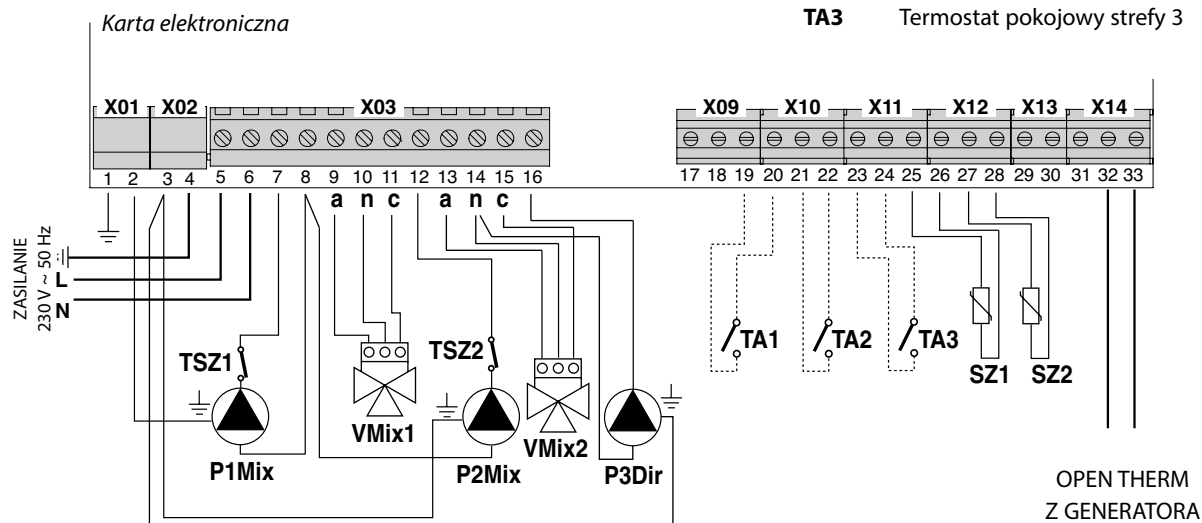 TA3 Termostat pokojowy strefy 3
Karta elektroniczna
X01 X02 X03 X09 X10 X11 X12 X13 X14
1 2 3 4 5 6 7 8 9 10 11 12 13 14 15 16 17 18 19 20 21 22 23 24 25 26 27 28 29 30 31 32 33
a n c a n c
ZASILANIE
230 V ~ 50 Hz
L
N
TSZ1
TSZ2
TA1 TA2 TA3
SZ1 SZ2
VMix1
VMix2
P1Mix
P2Mix
P3Dir
OPEN THERM
Z GENERATORA